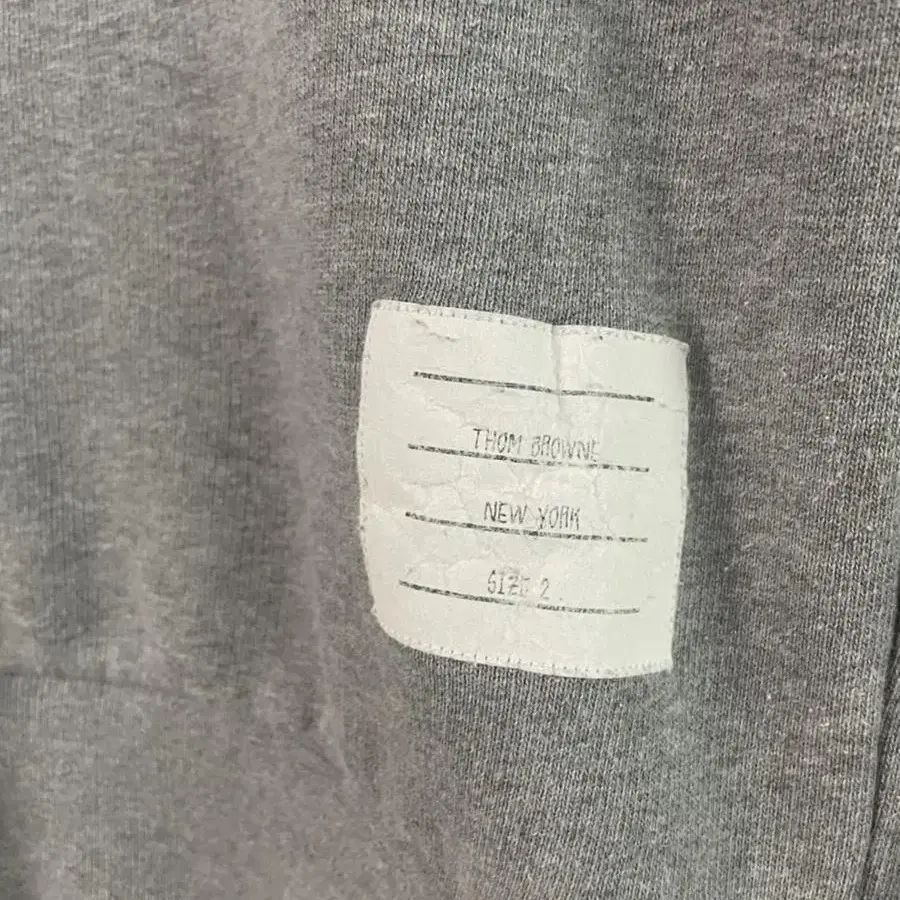 THOM BROWNE
NEW YORK
SIZE 2.